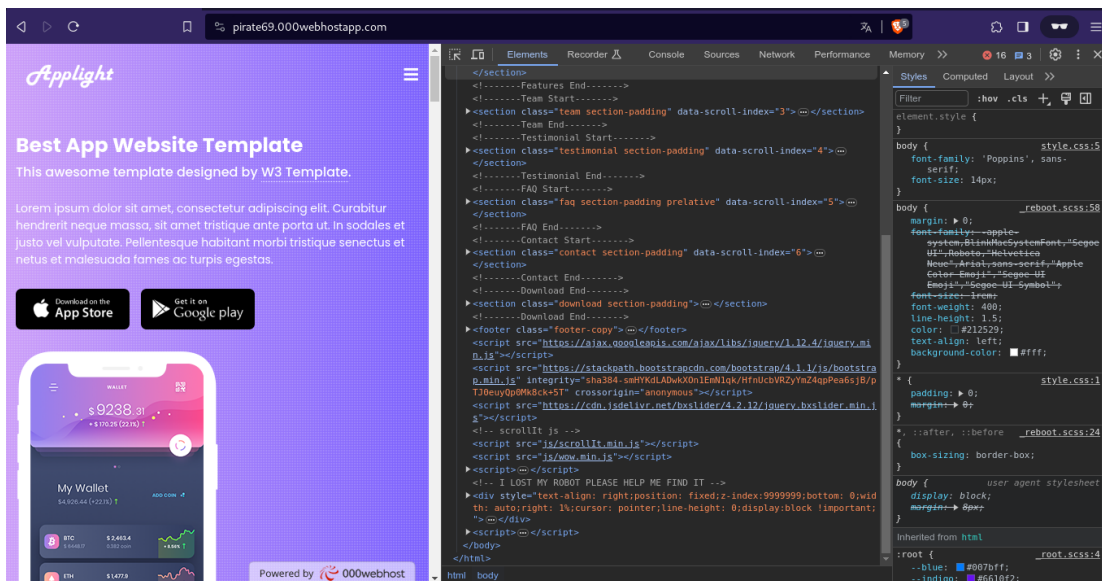 pirate69.000webhostapp.com
5
Applight
Best App Website Template
This awesome template designed by W3 Template.
Lorem ipsum dolor sit amet, consectetur adipiscing elit. Curabitur
hendrerit neque massa, sit amet tristique ante porta ut. In sodales et
justo vel vulputate. Pellentesque habitant morbi tristique senectus et
netus et malesuada fames ac turpis egestas.
Download on the
App Store
Get it on
Google play
WALLET
$ 9238.31
+ $ 170.25 (22.1%) ↑
My Wallet
$4,926.44 (+22.1%) ↑
ADD COIN
BTC
$ 2,463.4
+ 5.56% ↑
ETH
$ 1,477.9
Powered by 000webhost
Elements Recorder Console Sources Network Performance Memory 16 3
</section>
<!-------Features End------->
<!-------Team Start------->
<section class="team section-padding" data-scroll-index="3"> </section>
<!-------Team End------->
<!-------Testimonial Start------->
<section class="testimonial section-padding" data-scroll-index="4">
</section>
<!-------Testimonial End------->
<!-------FAQ Start------->
<section class="faq section-padding prelative" data-scroll-index="5">
</section>
<!-------FAQ End------->
<!-------Contact Start------->
<section class="contact section-padding" data-scroll-index="6">
</section>
<!-------Contact End------->
<!-------Download End------->
<section class="download section-padding"> </section>
<!-------Download End------->
<footer class="footer-copy"> </footer>
<script src="https://ajax.googleapis.com/ajax/libs/jquery/1.12.4/jquery.mi
n.js"></script>
<script src="https://stackpath.bootstrapcdn.com/bootstrap/4.1.1/js/bootstra
p.min.js" integrity="sha384-smHYKdLADwkXOn1EmN1qk/HfnUcbVRZyYmZ4qpPea6sjB/p
TJ0euyQp0Mk8ck+5T" crossorigin="anonymous"></script>
<script src="https://cdn.jsdelivr.net/bxslider/4.2.12/jquery.bxslider.min.j
s"></script>
<!-- scrollIt js -->
<script src="js/scrollIt.min.js"></script>
<script src="js/wow.min.js"></script>
<script> </script>
<!-- I LOST MY ROBOT PLEASE HELP ME FIND IT -->
<div style="text-align: right;position: fixed;z-index:9999999;bottom: 0;wid
th: auto;right: 1%;cursor: pointer;line-height: 0;display:block !important;
"> </div>
<script> </script>
</body>
</html>
html body
Styles Computed Layout
Filter :hov .cls
element.style {
}
body { style.css:5
font-family: 'Poppins', sans-
serif;
font-size: 14px;
}
body { _reboot.scss:58
margin: 0;
font-family: -apple-
system,BlinkMacSystemFont,"Segoe
UI",Roboto,"Helvetica
Neue",Arial,sans-serif,"Apple
Color Emoji","Segoe UI
Emoji","Segoe UI Symbol";
font-size: 1rem;
font-weight: 400;
line-height: 1.5;
color: #212529;
text-align: left;
background-color: #fff;
}
* { style.css:1
padding: 0;
margin: 0;
}
*, ::after, ::before _reboot.scss:24
{
box-sizing: border-box;
}
body { user agent stylesheet
display: block;
margin: 8px;
}
Inherited from html
:root { _root.scss:4
--blue: #007bff;
--indigo: #6610f2;